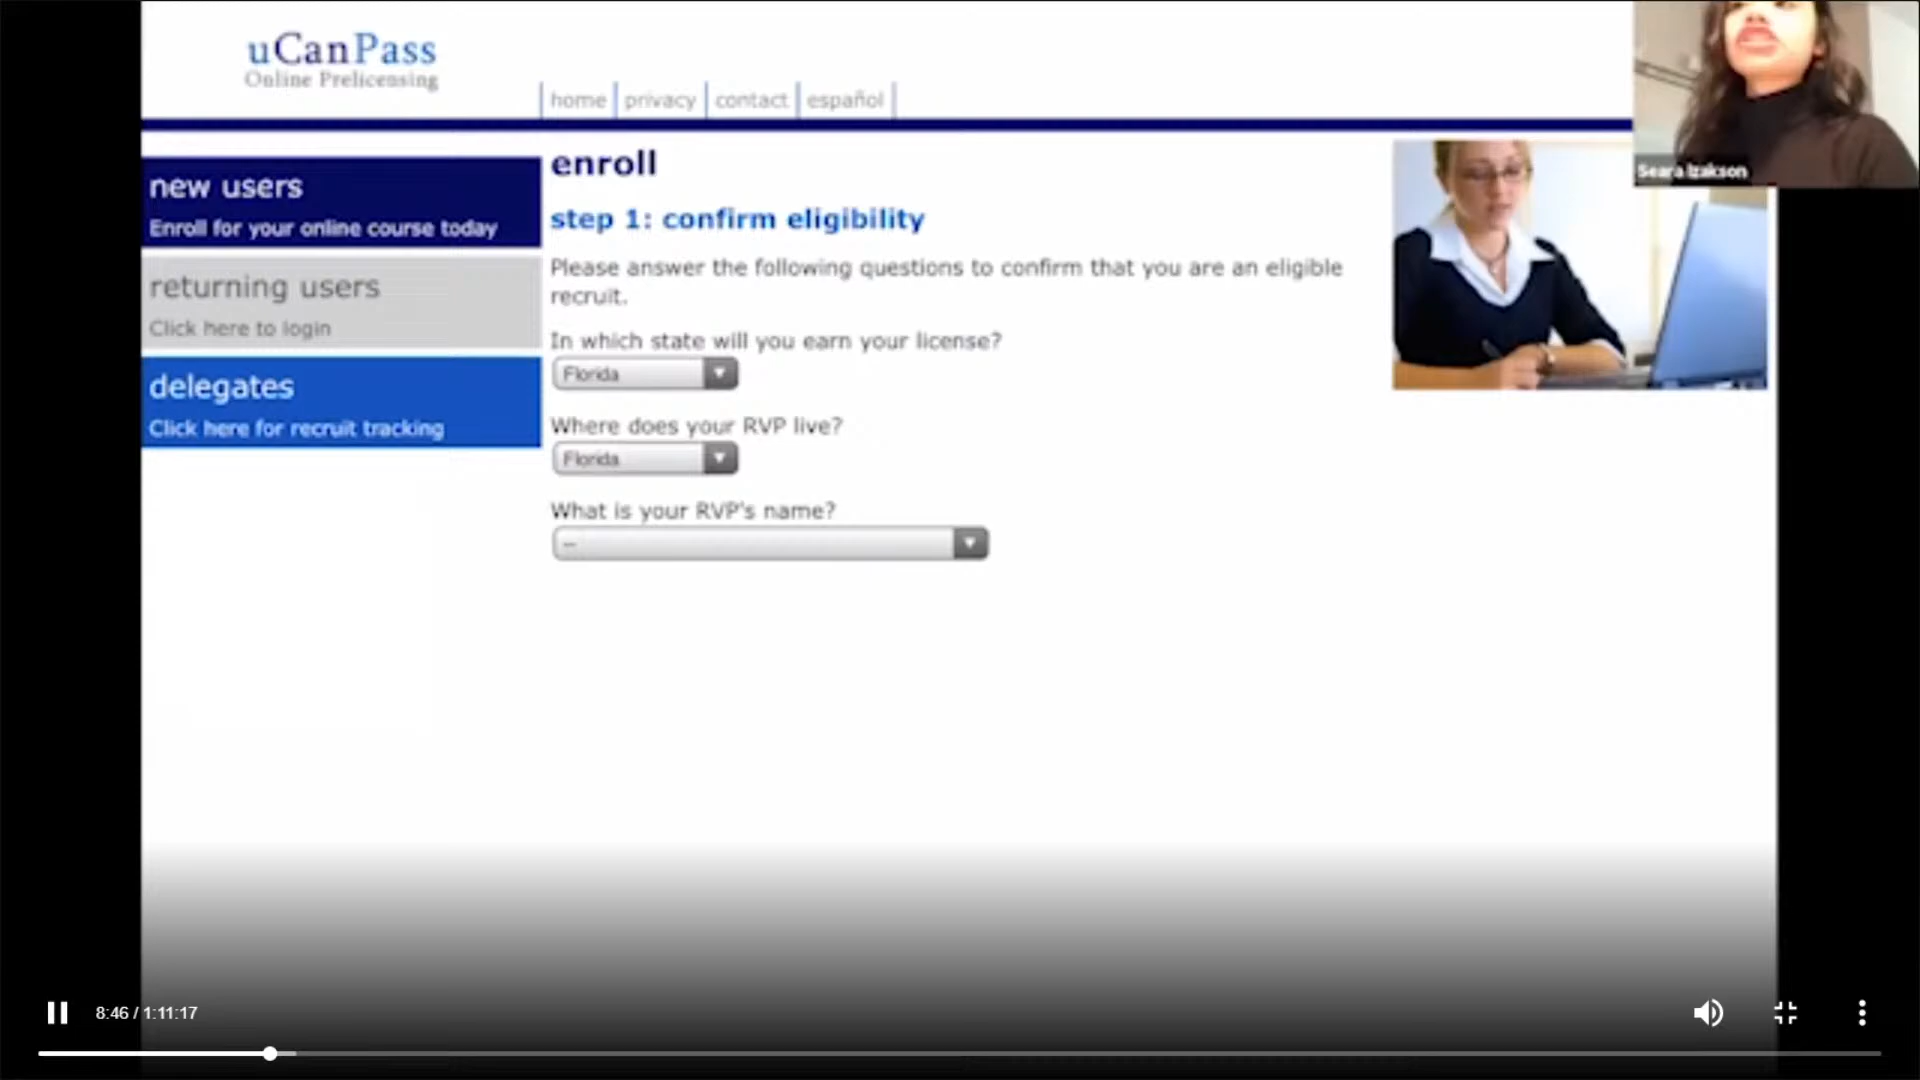 uCanPass
Online Prelicensing
home
privacy
contact
español
Seara Izakson
new users
Enroll for your online course today
returning users
Click here to login
delegates
Click here for recruit tracking
enroll
step 1: confirm eligibility
Please answer the following questions to confirm that you are an eligible
recruit.
In which state will you earn your license?
Florida
Where does your RVP live?
Florida
What is your RVP's name?
--
8:46 / 1:11:17